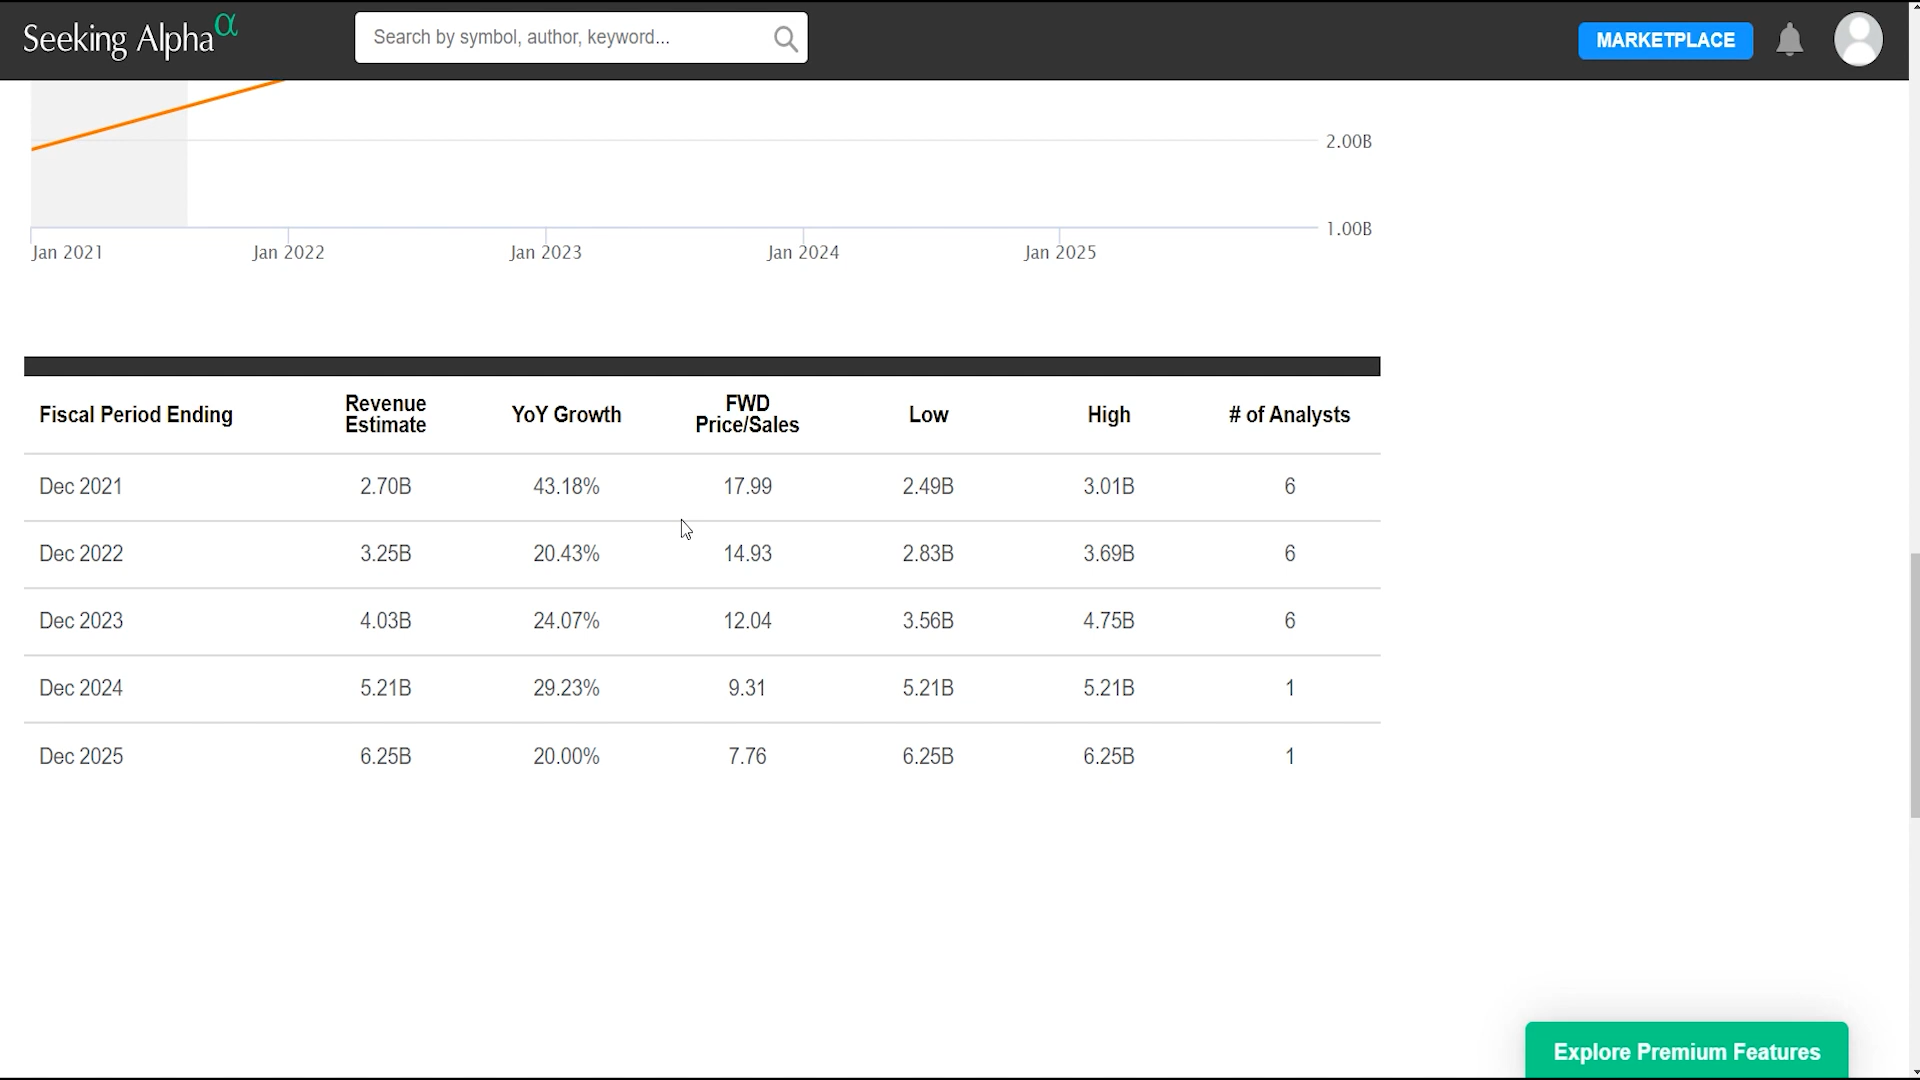 Seeking Alpha α
Search by symbol, author, keyword...
MARKETPLACE
2.00B
1.00B
Jan 2021 Jan 2022 Jan 2023 Jan 2024 Jan 2025
Fiscal Period Ending Revenue Estimate YoY Growth FWD Price/Sales Low High # of Analysts
Dec 2021 2.70B 43.18% 17.99 2.49B 3.01B 6
Dec 2022 3.25B 20.43% 14.93 2.83B 3.69B 6
Dec 2023 4.03B 24.07% 12.04 3.56B 4.75B 6
Dec 2024 5.21B 29.23% 9.31 5.21B 5.21B 1
Dec 2025 6.25B 20.00% 7.76 6.25B 6.25B 1
Explore Premium Features